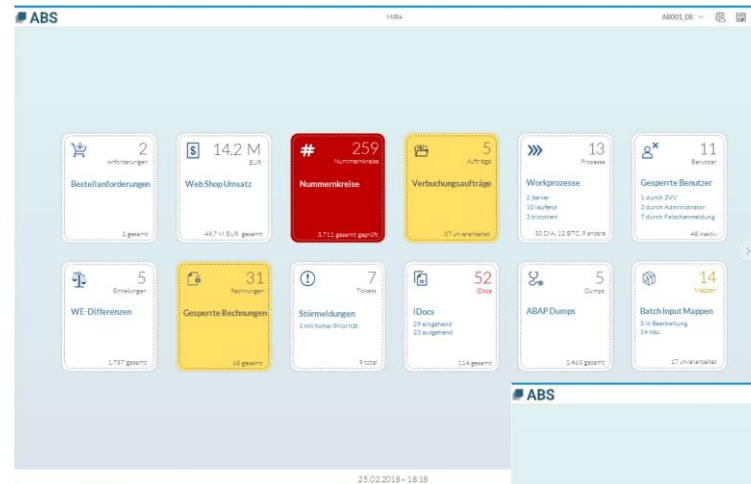 ABS
MIRA
AB001_DE
2
Anforderungen
Bestellanforderungen
2 gesamt
14.2 M
EUR
Web Shop Umsatz
49,7 M EUR gesamt
# 259
Nummernkreise
Nummernkreise
3.711 gesamt geprüft
5
Aufträge
Verbuchungsaufträge
37 unverarbeitet
13
Prozesse
Workprozesse
2 Server
10 laufend
3 blockiert
30 DIA, 12 BTC, 9 andere
11
Benutzer
Gesperrte Benutzer
1 durch ZVV
3 durch Administrator
7 durch Falschanmeldung
48 inaktiv
5
WE-Differenzen
1.787 gesamt
31
Rechnungen
Gesperrte Rechnungen
68 gesamt
7
Tickets
Störmeldungen
3 mit hoher Priorität
9 total
52
iDocs
iDocs
29 eingehend
23 ausgehend
114 gesamt
5
Dumps
ABAP Dumps
1.463 gesamt
14
Mappen
Batch Input Mappen
3 in Bearbeitung
14 neu
17 unverarbeitet
ABS
25.02.2018 – 18:18